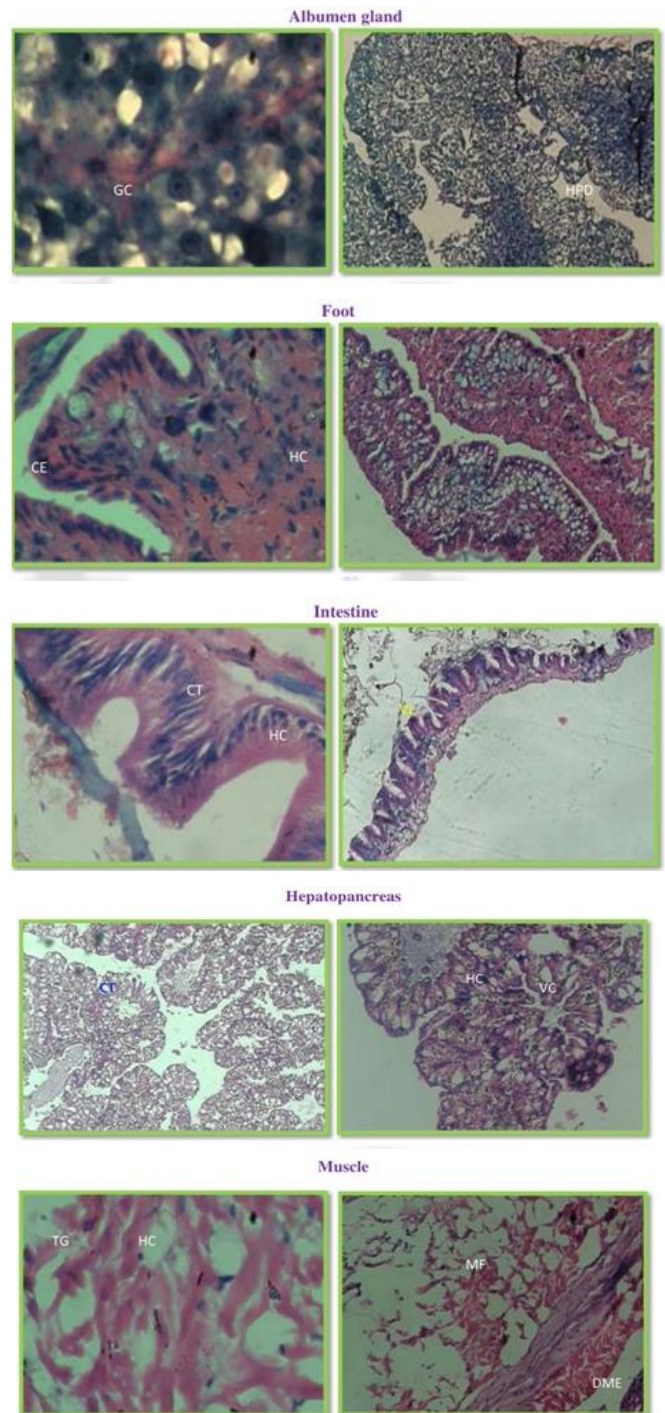 Albumen gland
GC
HPD
Foot
CE
HC
Intestine
CT
HC
Hepatopancreas
CT
HC
VC
Muscle
TG
HC
MF
DME